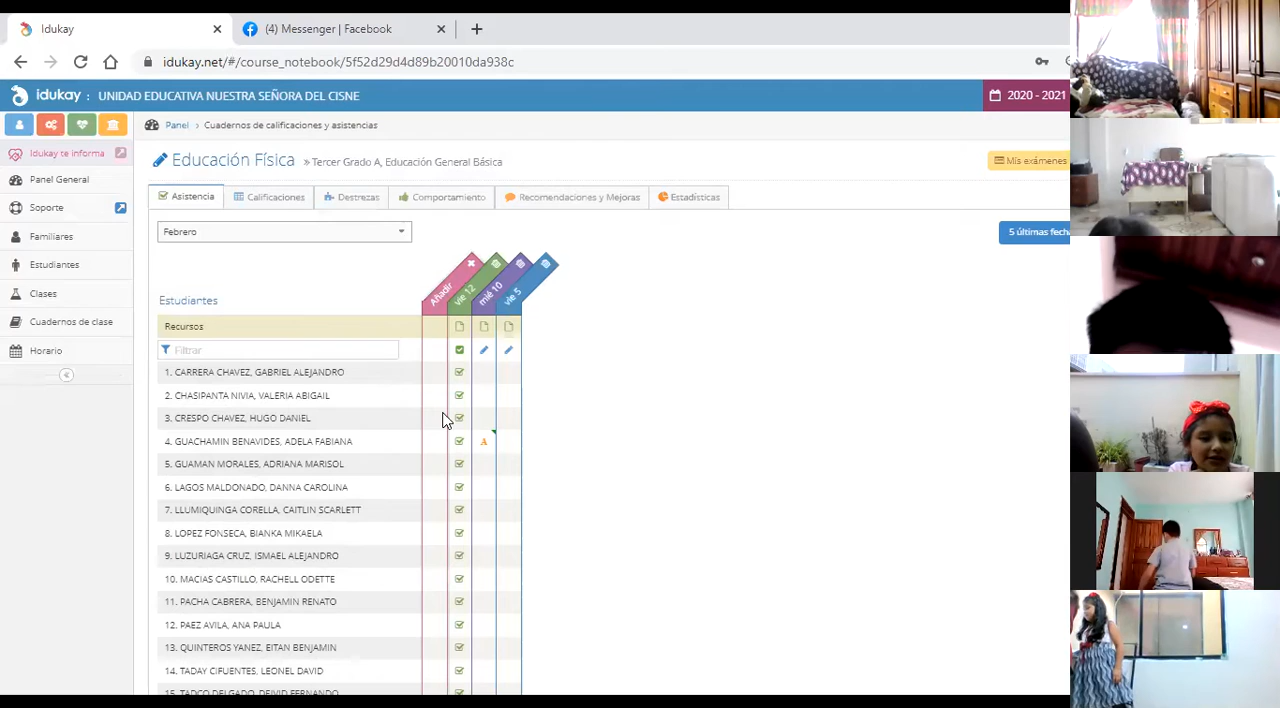 Idukay
(4) Messenger | Facebook
idukay.net/#/course_notebook/5f52d29d4d89b20010da938c
idukay : UNIDAD EDUCATIVA NUESTRA SEÑORA DEL CISNE
2020 - 2021
Panel > Cuadernos de calificaciones y asistencias
Idukay te informa
Educación Física » Tercer Grado A, Educación General Básica
Mis exámenes
Panel General
Asistencia Calificaciones Destrezas Comportamiento Recomendaciones y Mejoras Estadísticas
Soporte
Febrero
5 últimas fech
Familiares
Estudiantes
Clases
Cuadernos de clase
Horario
Añadir vie 12 mié 10 vie 5
Estudiantes
Recursos
Filtrar
1. CARRERA CHAVEZ, GABRIEL ALEJANDRO
2. CHASIPANTA NIVIA, VALERIA ABIGAIL
3. CRESPO CHAVEZ, HUGO DANIEL
4. GUACHAMIN BENAVIDES, ADELA FABIANA A
5. GUAMAN MORALES, ADRIANA MARISOL
6. LAGOS MALDONADO, DANNA CAROLINA
7. LLUMIQUINGA CORELLA, CAITLIN SCARLETT
8. LOPEZ FONSECA, BIANKA MIKAELA
9. LUZURIAGA CRUZ, ISMAEL ALEJANDRO
10. MACIAS CASTILLO, RACHELL ODETTE
11. PACHA CABRERA, BENJAMIN RENATO
12. PAEZ AVILA, ANA PAULA
13. QUINTEROS YANEZ, EITAN BENJAMIN
14. TADAY CIFUENTES, LEONEL DAVID
15. TADCO DELGADO, DEIVID FERNANDO